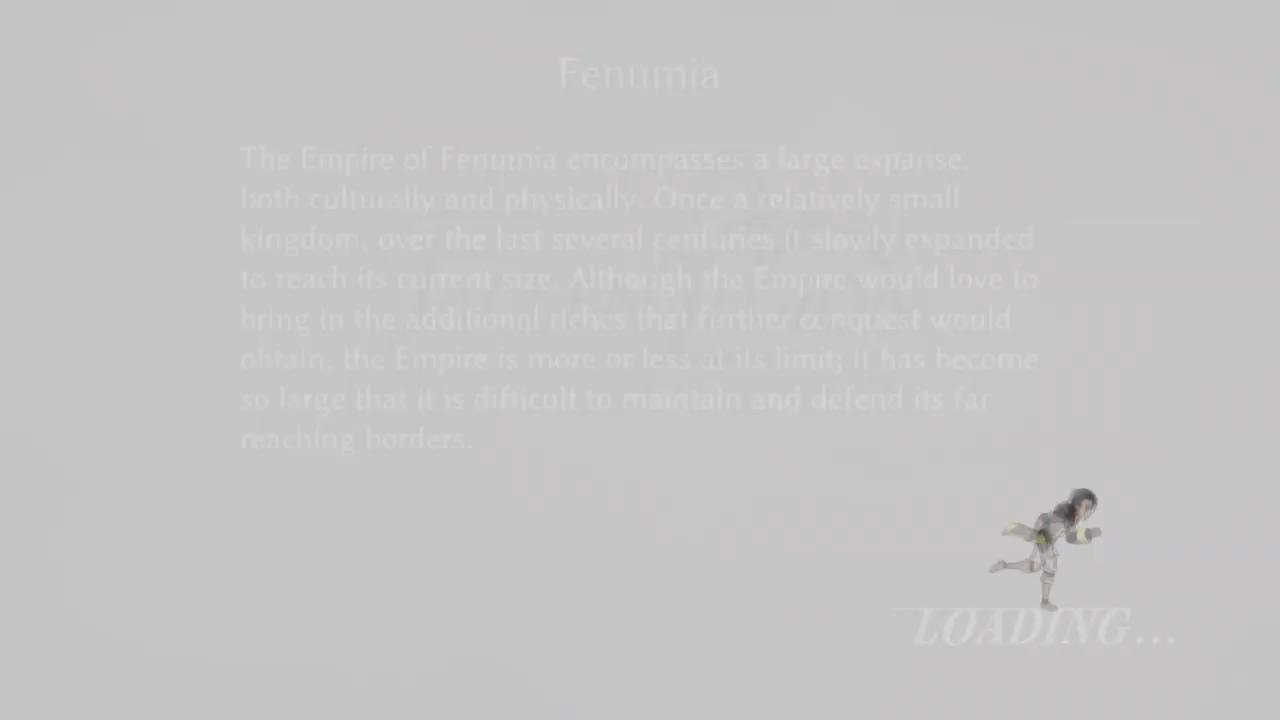 Fenumia
The Empire of Fenumia encompasses a large expanse,
both culturally and physically. Once a relatively small
kingdom, over the last several centuries it slowly expanded
to reach its current size. Although the Empire would love to
bring in the additional riches that further conquest would
obtain, the Empire is more or less at its limit; it has become
so large that it is difficult to maintain and defend its far
reaching borders.
LOADING...